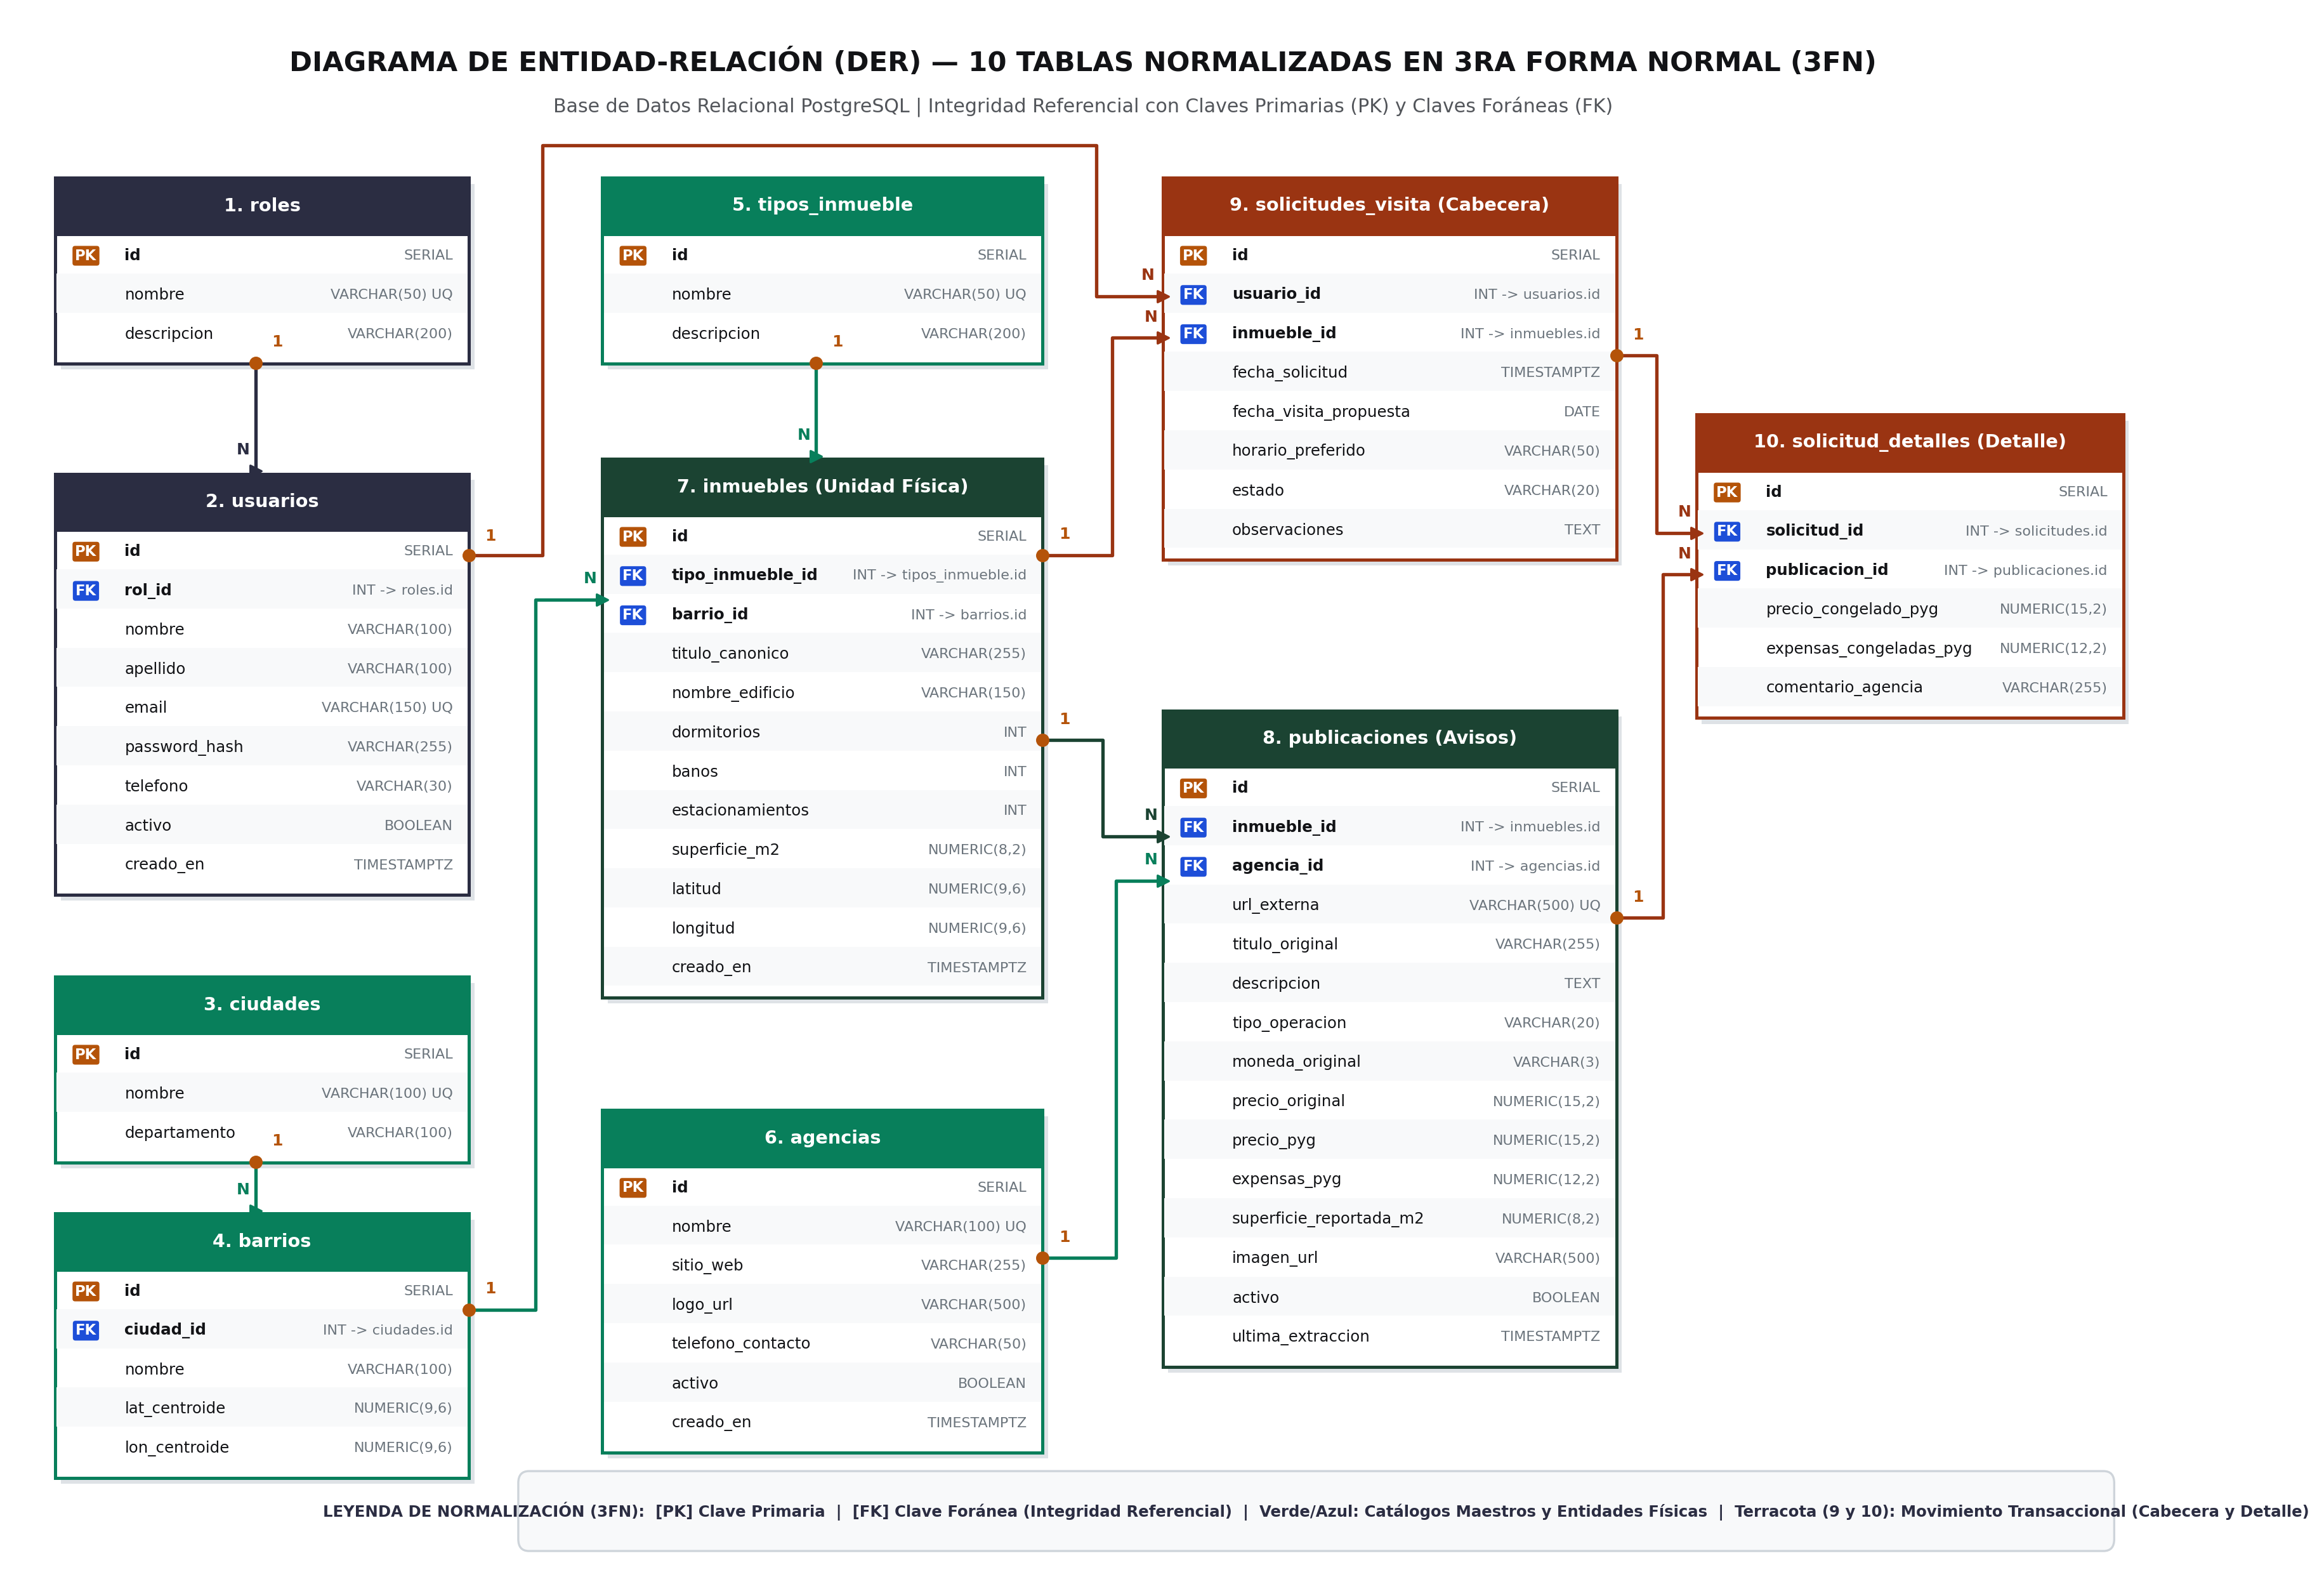 DIAGRAMA DE ENTIDAD-RELACIÓN (DER) — 10 TABLAS NORMALIZADAS EN 3RA FORMA NORMAL (3FN)
Base de Datos Relacional PostgreSQL | Integridad Referencial con Claves Primarias (PK) y Claves Foráneas (FK)
1. roles
PK id SERIAL
nombre VARCHAR(50) UQ
descripcion VARCHAR(200)
1
N
2. usuarios
PK id SERIAL
1
FK rol_id INT -> roles.id
nombre VARCHAR(100)
apellido VARCHAR(100)
email VARCHAR(150) UQ
password_hash VARCHAR(255)
telefono VARCHAR(30)
activo BOOLEAN
creado_en TIMESTAMPTZ
3. ciudades
PK id SERIAL
nombre VARCHAR(100) UQ
departamento VARCHAR(100)
1
N
4. barrios
PK id SERIAL
1
FK ciudad_id INT -> ciudades.id
nombre VARCHAR(100)
lat_centroide NUMERIC(9,6)
lon_centroide NUMERIC(9,6)
5. tipos_inmueble
PK id SERIAL
nombre VARCHAR(50) UQ
descripcion VARCHAR(200)
1
N
7. inmuebles (Unidad Física)
PK id SERIAL
1
N
FK tipo_inmueble_id INT -> tipos_inmueble.id
FK barrio_id INT -> barrios.id
titulo_canonico VARCHAR(255)
nombre_edificio VARCHAR(150)
1
dormitorios INT
banos INT
estacionamientos INT
superficie_m2 NUMERIC(8,2)
latitud NUMERIC(9,6)
longitud NUMERIC(9,6)
creado_en TIMESTAMPTZ
6. agencias
PK id SERIAL
nombre VARCHAR(100) UQ
1
sitio_web VARCHAR(255)
logo_url VARCHAR(500)
telefono_contacto VARCHAR(50)
activo BOOLEAN
creado_en TIMESTAMPTZ
9. solicitudes_visita (Cabecera)
PK id SERIAL
N
FK usuario_id INT -> usuarios.id
N
FK inmueble_id INT -> inmuebles.id
1
fecha_solicitud TIMESTAMPTZ
fecha_visita_propuesta DATE
horario_preferido VARCHAR(50)
estado VARCHAR(20)
observaciones TEXT
8. publicaciones (Avisos)
PK id SERIAL
N
FK inmueble_id INT -> inmuebles.id
N
FK agencia_id INT -> agencias.id
1
url_externa VARCHAR(500) UQ
titulo_original VARCHAR(255)
descripcion TEXT
tipo_operacion VARCHAR(20)
moneda_original VARCHAR(3)
precio_original NUMERIC(15,2)
precio_pyg NUMERIC(15,2)
expensas_pyg NUMERIC(12,2)
superficie_reportada_m2 NUMERIC(8,2)
imagen_url VARCHAR(500)
activo BOOLEAN
ultima_extraccion TIMESTAMPTZ
10. solicitud_detalles (Detalle)
PK id SERIAL
N
FK solicitud_id INT -> solicitudes.id
N
FK publicacion_id INT -> publicaciones.id
precio_congelado_pyg NUMERIC(15,2)
expensas_congeladas_pyg NUMERIC(12,2)
comentario_agencia VARCHAR(255)
LEYENDA DE NORMALIZACIÓN (3FN): [PK] Clave Primaria | [FK] Clave Foránea (Integridad Referencial) | Verde/Azul: Catálogos Maestros y Entidades Físicas | Terracota (9 y 10): Movimiento Transaccional (Cabecera y Detalle)